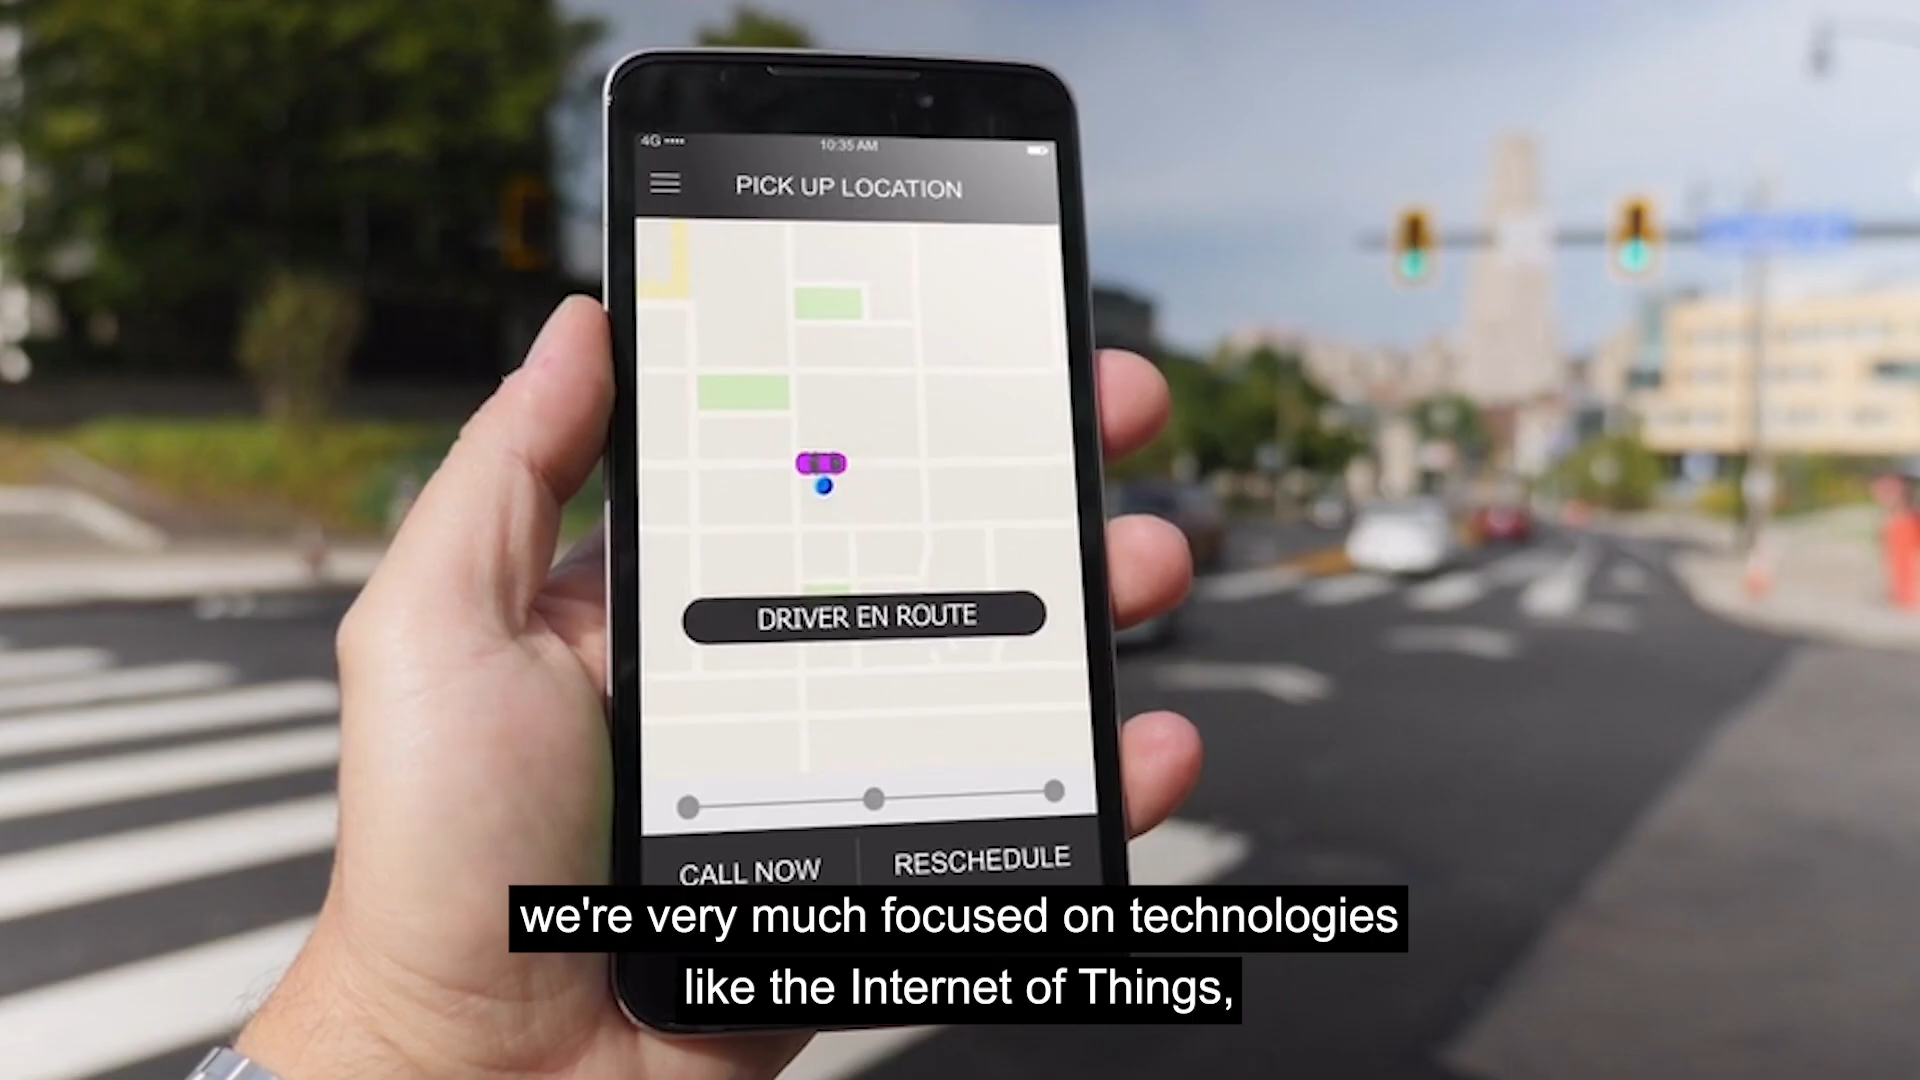 4G
10:35 AM
PICK UP LOCATION
DRIVER EN ROUTE
CALL NOW
RESCHEDULE
we're very much focused on technologies
like the Internet of Things,